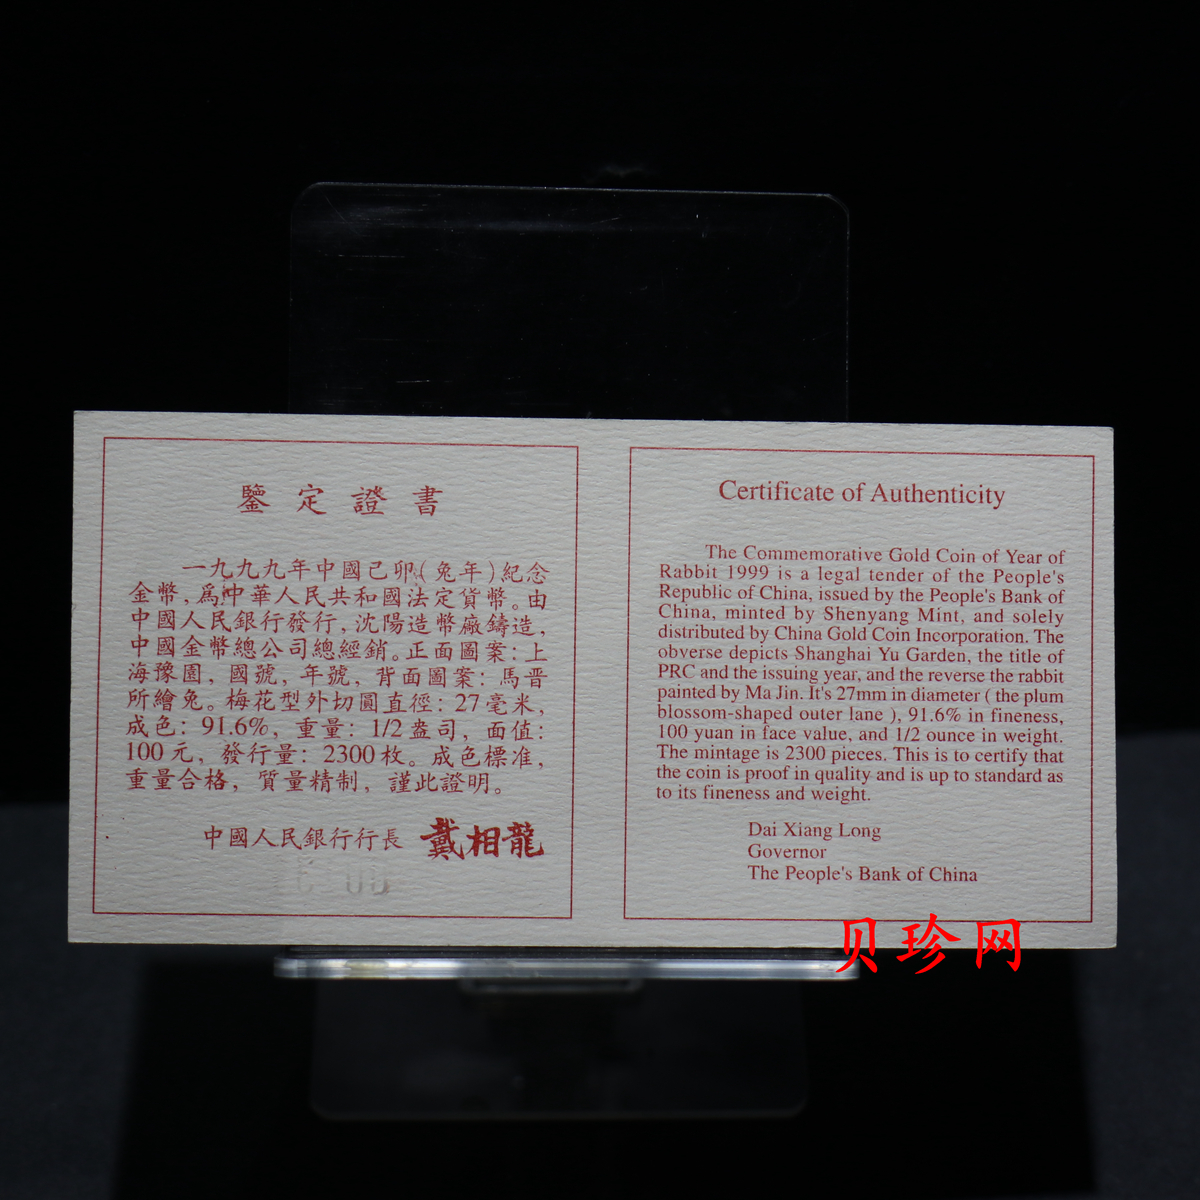 鑒定證書
一九九九年中國己卯(兔年)紀念
金幣,爲中華人民共和國法定貨幣。由
中國人民銀行發行,沈陽造幣廠鑄造,
中國金幣總公司總經銷。正面圖案:上
海豫園,國號,年號,背面圖案:馬晋
所繪兔。梅花型外切圓直徑:27毫米,
成色:91.6%,重量:1/2盎司,面值:
100元,發行量:2300枚。成色標准,
重量合格,質量精制,謹此證明。
中國人民銀行行長 戴相龍
Certificate of Authenticity
The Commemorative Gold Coin of Year of
Rabbit 1999 is a legal tender of the People's
Republic of China, issued by the People's Bank of
China, minted by Shenyang Mint, and solely
distributed by China Gold Coin Incorporation. The
obverse depicts Shanghai Yu Garden, the title of
PRC and the issuing year, and the reverse the rabbit
painted by Ma Jin. It's 27mm in diameter ( the plum
blossom-shaped outer lane ), 91.6% in fineness,
100 yuan in face value, and 1/2 ounce in weight.
The mintage is 2300 pieces. This is to certify that
the coin is proof in quality and is up to standard as
to its fineness and weight.
Dai Xiang Long
Governor
The People's Bank of China
贝珍网